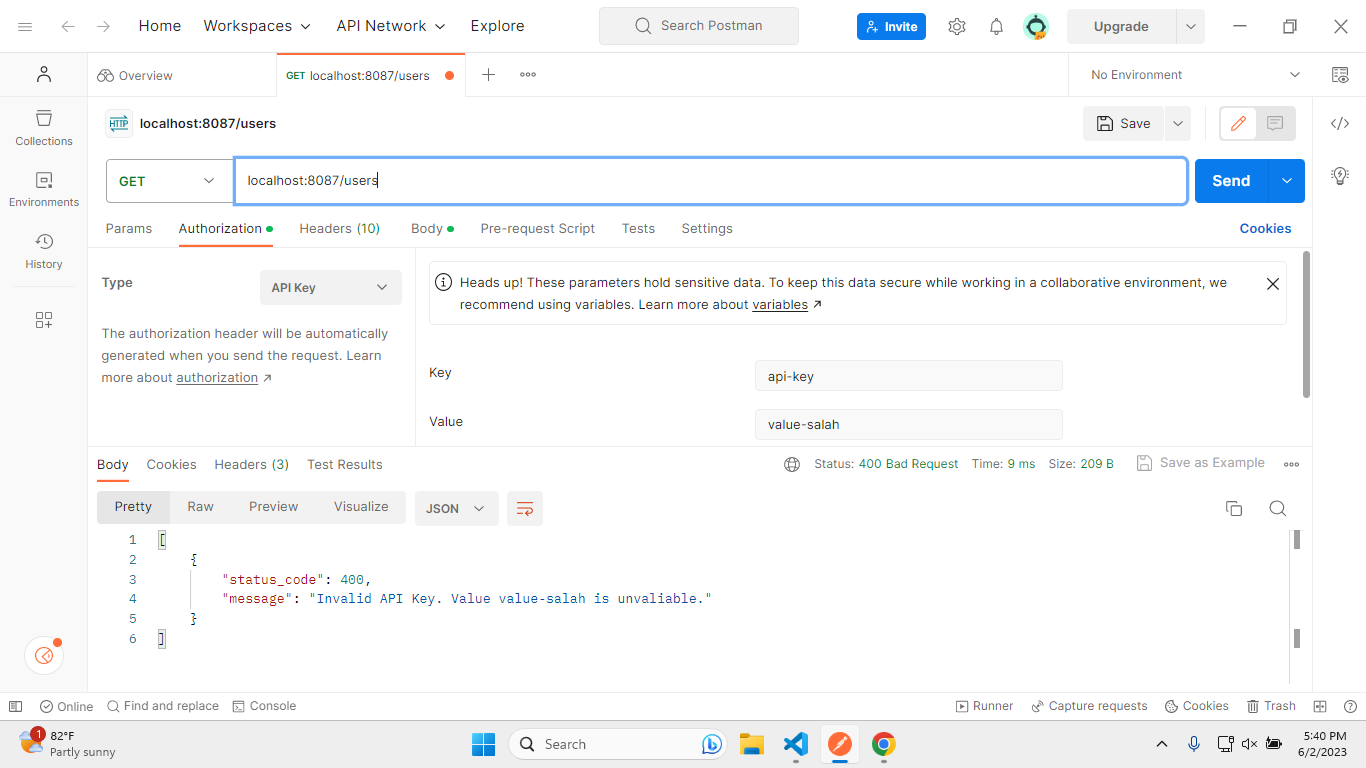 Home Workspaces API Network Explore Search Postman Invite Upgrade
Overview GET localhost:8087/users No Environment
HTTP localhost:8087/users Save
Collections
GET localhost:8087/users Send
Environments
Params Authorization Headers (10) Body Pre-request Script Tests Settings Cookies
History
Type API Key
Heads up! These parameters hold sensitive data. To keep this data secure while working in a collaborative environment, we
recommend using variables. Learn more about variables
The authorization header will be automatically
generated when you send the request. Learn
more about authorization
Key api-key
Value value-salah
Body Cookies Headers (3) Test Results Status: 400 Bad Request Time: 9 ms Size: 209 B Save as Example
Pretty Raw Preview Visualize JSON
1 [
2 {
3 "status_code": 400,
4 "message": "Invalid API Key. Value value-salah is unvaliable."
5 }
6 ]
Online Find and replace Console Runner Capture requests Cookies Trash
1 82°F
Partly sunny
Search
5:40 PM
6/2/2023